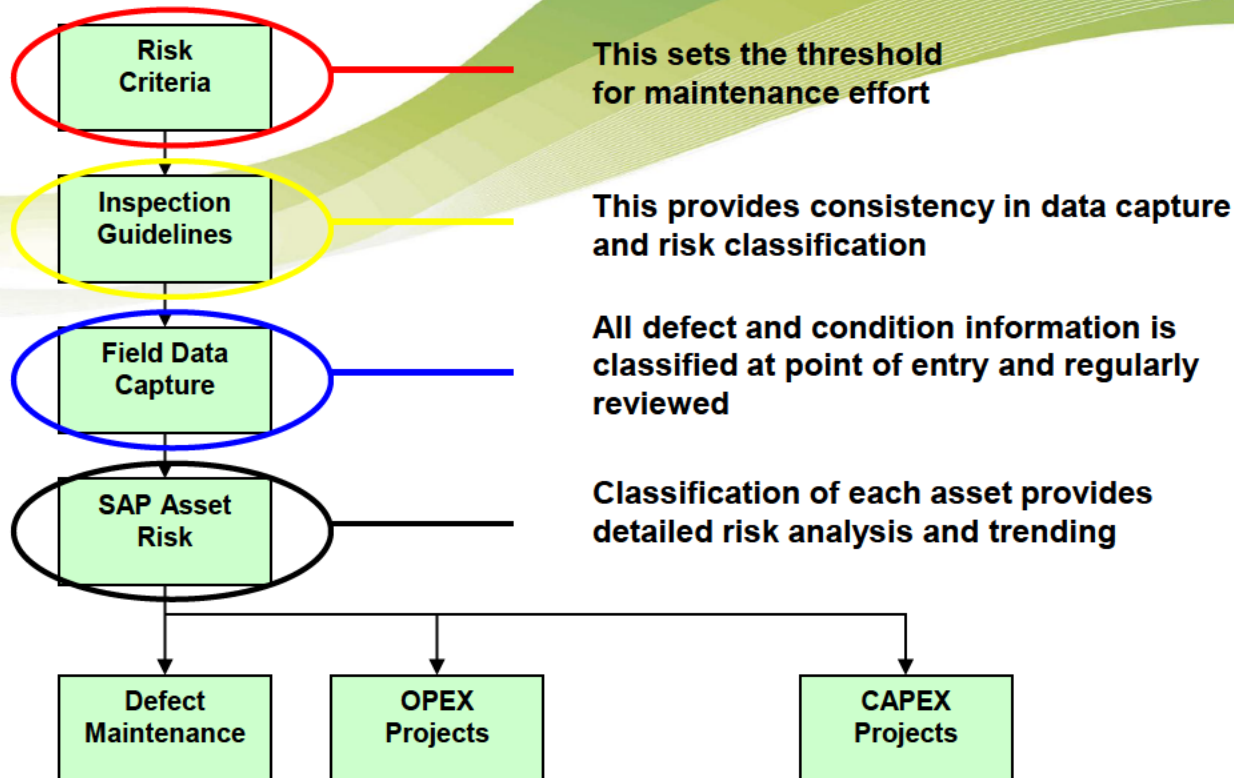 Risk
Criteria
This sets the threshold
for maintenance effort
Inspection
Guidelines
This provides consistency in data capture
and risk classification
Field Data
Capture
All defect and condition information is
classified at point of entry and regularly
reviewed
SAP Asset
Risk
Classification of each asset provides
detailed risk analysis and trending
Defect
Maintenance
OPEX
Projects
CAPEX
Projects